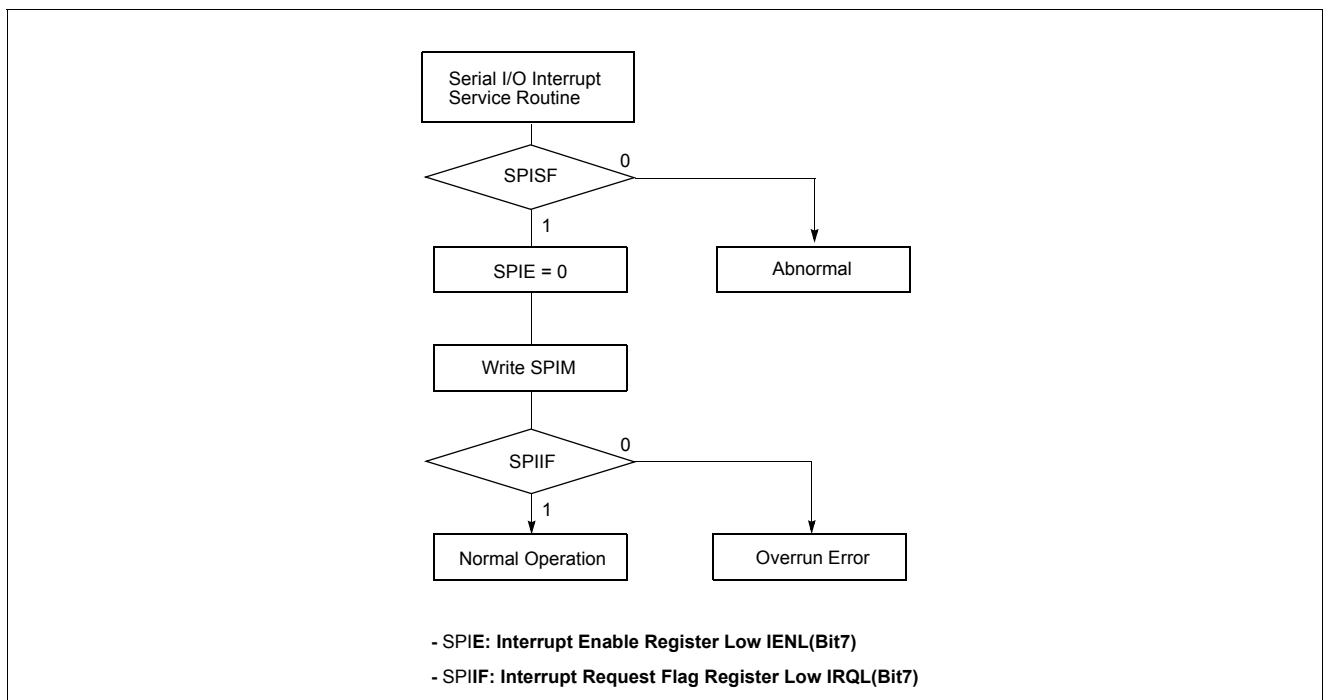 Serial I/O Interrupt
Service Routine
SPISF
0
1
SPIE = 0
Abnormal
Write SPIM
SPIIF
0
1
Normal Operation
Overrun Error
- SPIE: Interrupt Enable Register Low IENL(Bit7)
- SPIIF: Interrupt Request Flag Register Low IRQL(Bit7)